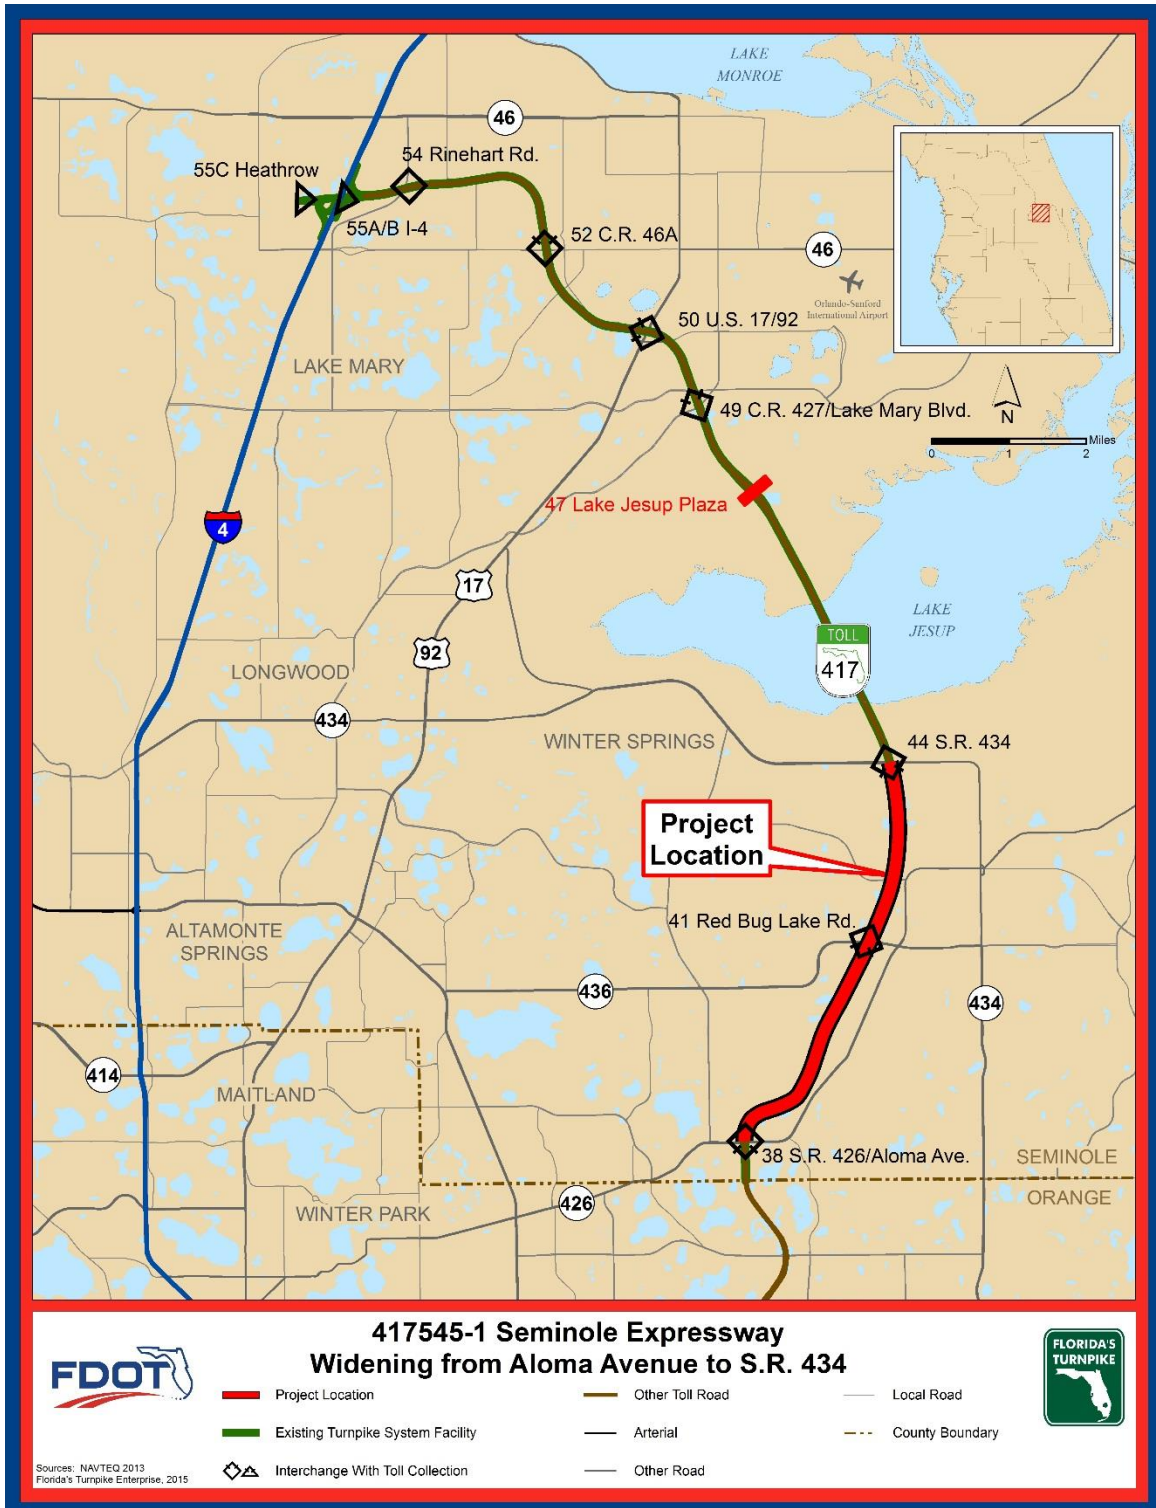 LAKE
MONROE
46
54 Rinehart Rd.
55C Heathrow
55A/B I-4
52 C.R. 46A
46
Orlando-Sanford
International Airport
50 U.S. 17/92
LAKE MARY
49 C.R. 427/Lake Mary Blvd.
N
Miles
0 1 2
47 Lake Jesup Plaza
4
17
LAKE
JESUP
TOLL
417
92
LONGWOOD
434
WINTER SPRINGS
44 S.R. 434
Project
Location
41 Red Bug Lake Rd.
ALTAMONTE
SPRINGS
436
434
414
MAITLAND
38 S.R. 426/Aloma Ave.
SEMINOLE
ORANGE
426
WINTER PARK
417545-1 Seminole Expressway
Widening from Aloma Avenue to S.R. 434
FDOT
FLORIDA'S
TURNPIKE
Project Location
Other Toll Road
Local Road
Existing Turnpike System Facility
Arterial
County Boundary
Interchange With Toll Collection
Other Road
Sources: NAVTEQ 2013
Florida's Turnpike Enterprise, 2015